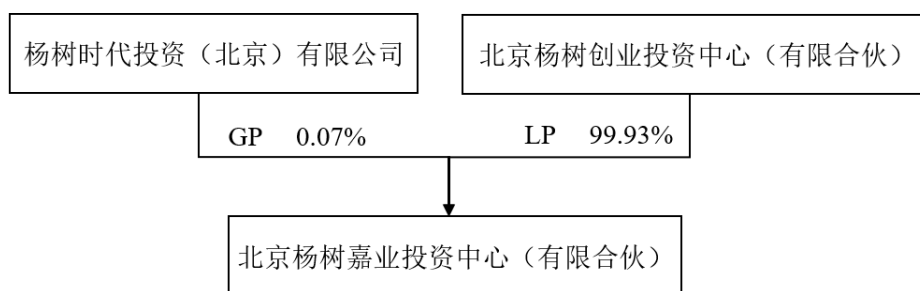 杨树时代投资（北京）有限公司
北京杨树创业投资中心（有限合伙）
GP 0.07%
LP 99.93%
北京杨树嘉业投资中心（有限合伙）